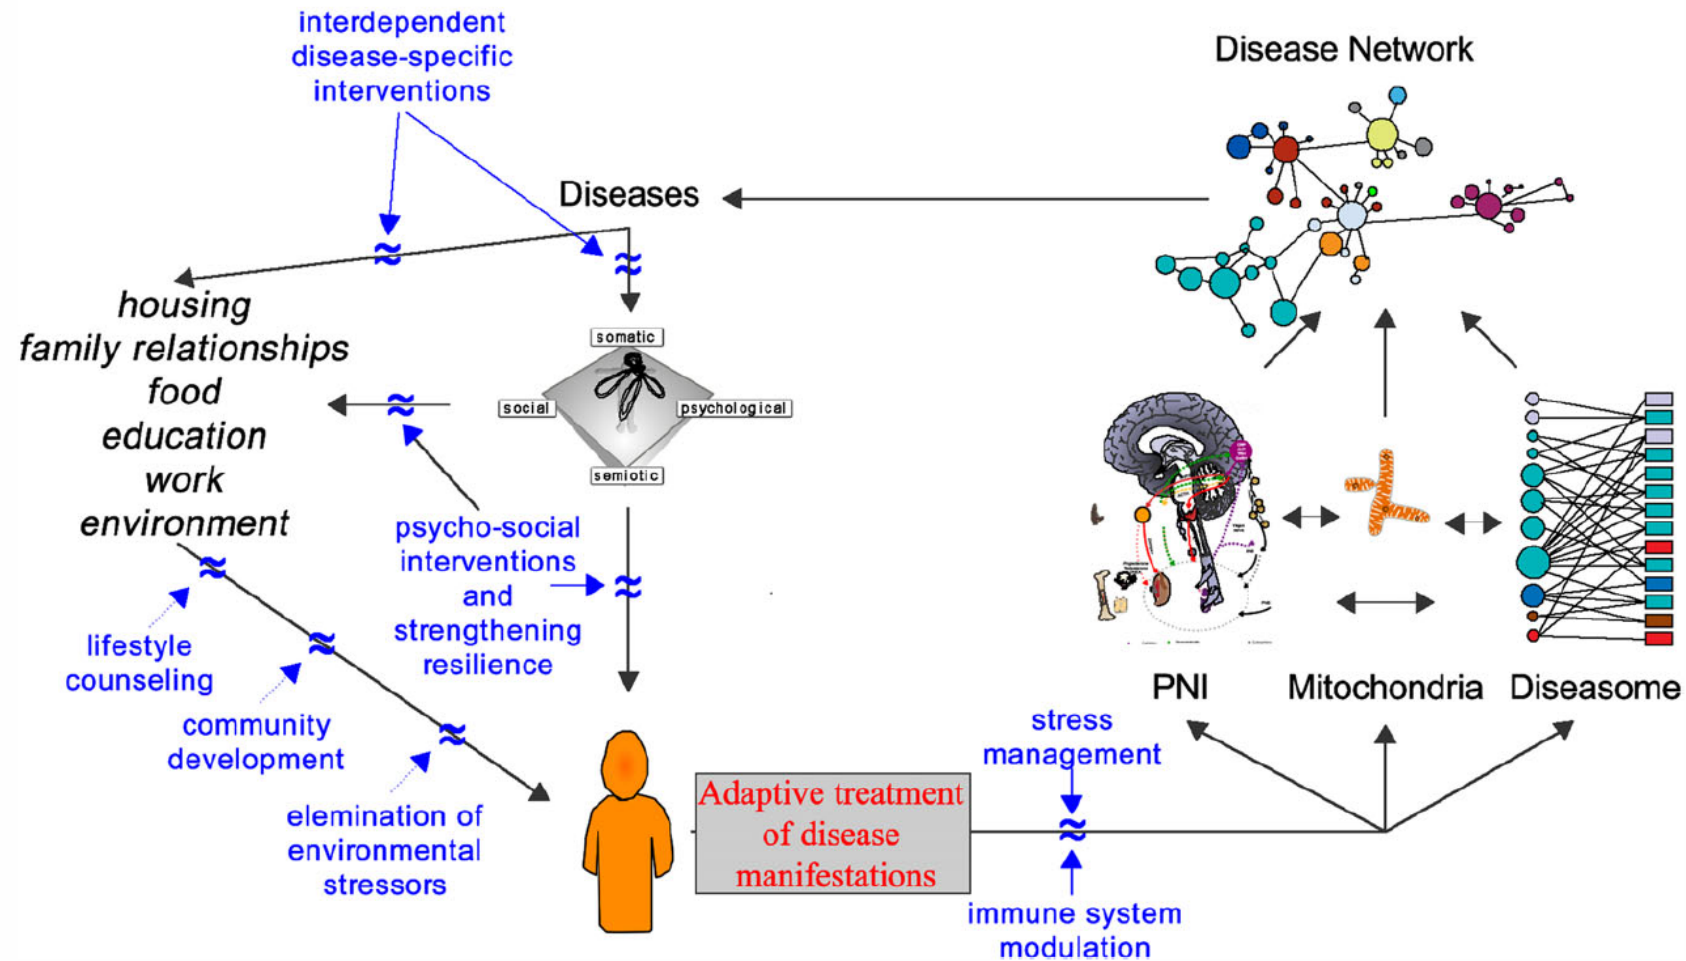 interdependent
disease-specific
interventions
Disease Network
Diseases
housing
family relationships
food
education
work
environment
somatic
social
psychological
semiotic
psycho-social
interventions
and
strengthening
resilience
lifestyle
counseling
community
development
elemination of
environmental
stressors
PNI
Mitochondria
Diseasome
stress
management
Adaptive treatment
of disease
manifestations
immune system
modulation